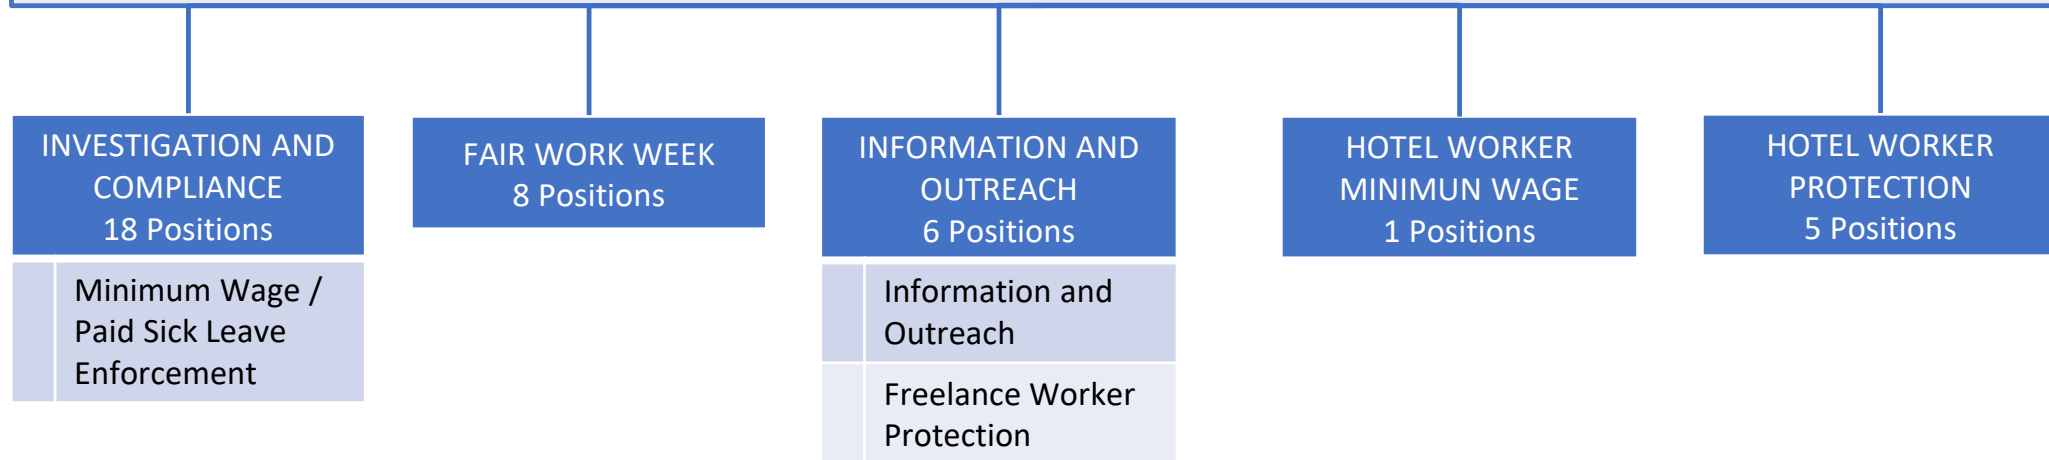 INVESTIGATION AND
COMPLIANCE
18 Positions
Minimum Wage /
Paid Sick Leave
Enforcement
FAIR WORK WEEK
8 Positions
INFORMATION AND
OUTREACH
6 Positions
Information and
Outreach
Freelance Worker
Protection
HOTEL WORKER
MINIMUN WAGE
1 Positions
HOTEL WORKER
PROTECTION
5 Positions